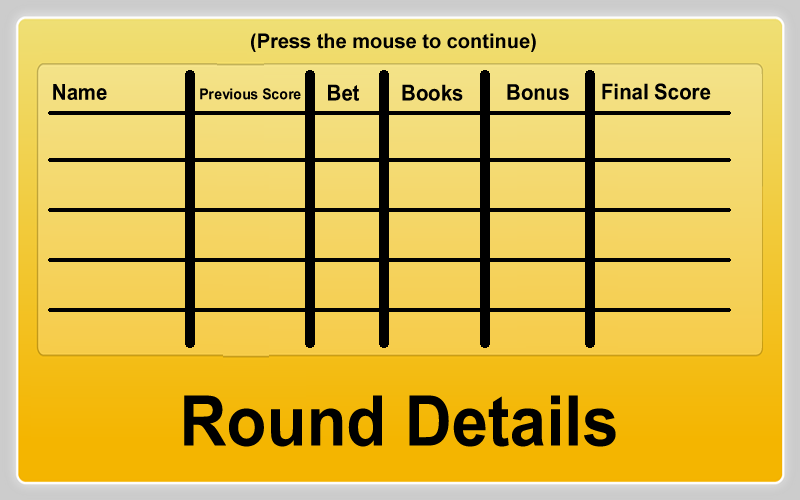 (Press the mouse to continue)
Name Previous Score Bet Books Bonus Final Score
Round Details